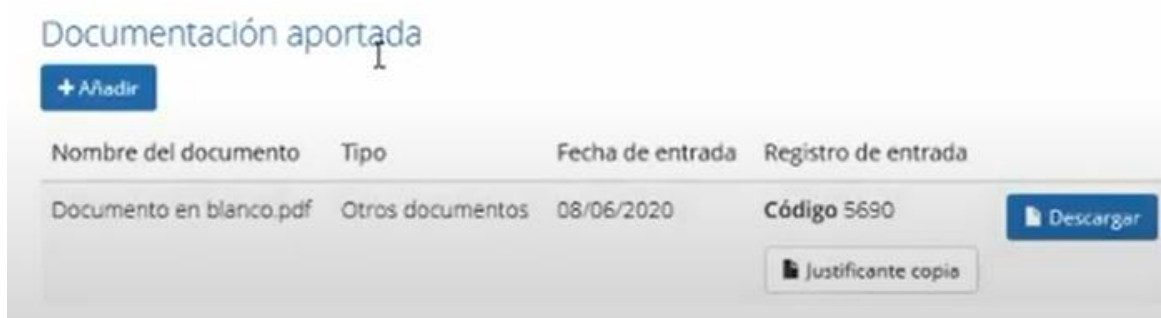 Documentación aportada
+ Añadir
Nombre del documento Tipo Fecha de entrada Registro de entrada
Documento en blanco.pdf Otros documentos 08/06/2020 Código 5690 Descargar
Justificante copia